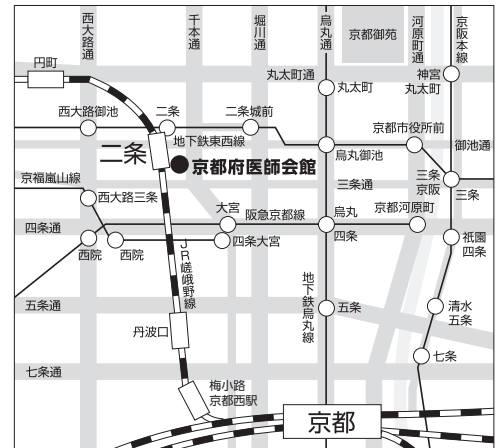 西大路通
千本通
堀川通
烏丸通
京都御苑
河原町通
京阪本線
円町
丸太町通
丸太町
神宮
丸太町
西大路御池
二条
二条城前
京都市役所前
地下鉄東西線
御池通
二条
京都府医師会館
烏丸御池
京福嵐山線
三条通
三条
京阪
三条
西大路三条
大宮
阪急京都線
烏丸
京都河原町
四条通
西院
西院
四条大宮
四条
祇園
四条
JR嵯峨野線
地下鉄烏丸線
五条通
五条
清水
五条
丹波口
七条通
七条
梅小路
京都西駅
京都